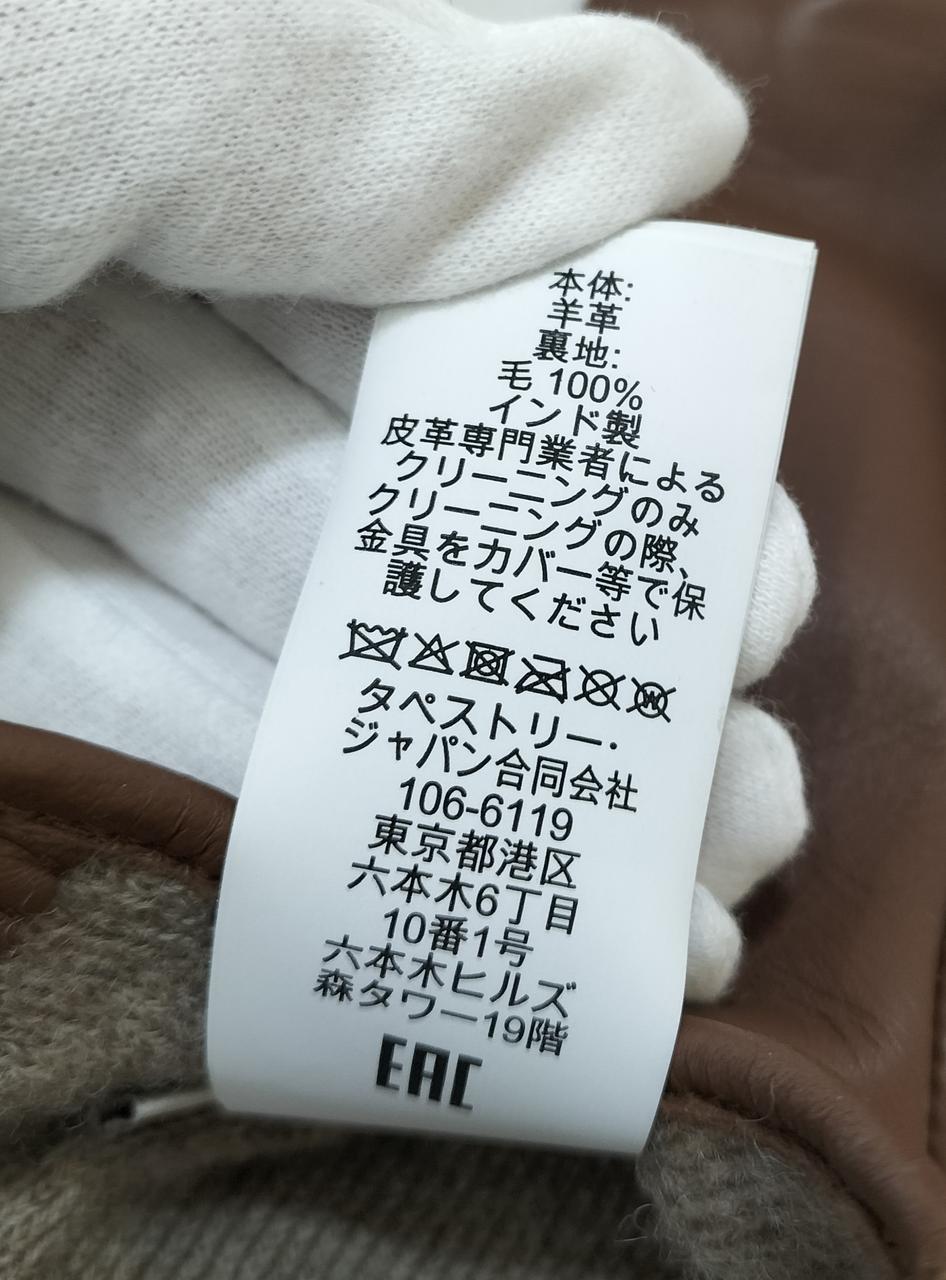 本体:
羊革
裏地:
毛 100%
インド製
皮革専門業者による
クリーニングのみ
クリーニングの際、
金具をカバー等で保
護してください
タペストリー・
ジャパン合同会社
106-6119
東京都港区
六本木6丁目
10番1号
六本木ヒルズ
森タワー19階
EAC